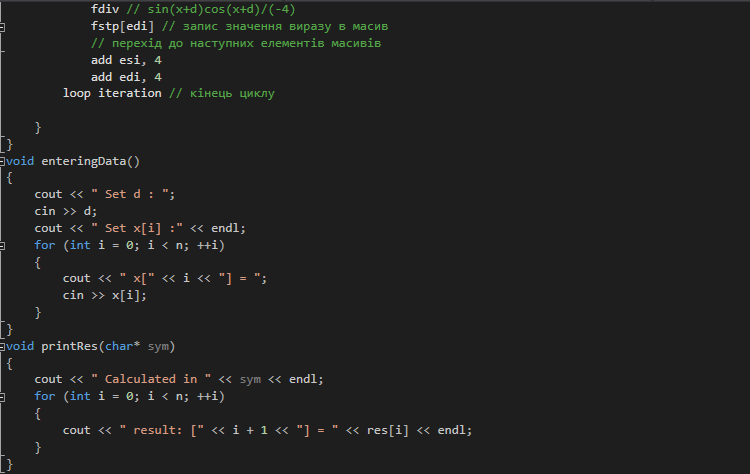 fdiv // sin(x+d)cos(x+d)/(-4)
fstp[edi] // запис значення виразу в масив
// перехід до наступних елементів масивів
add esi, 4
add edi, 4
loop iteration // кінець циклу
}
}
void enteringData()
{
cout << " Set d : ";
cin >> d;
cout << " Set x[i] :" << endl;
for (int i = 0; i < n; ++i)
{
cout << " x[" << i << "] = ";
cin >> x[i];
}
}
void printRes(char* sym)
{
cout << " Calculated in " << sym << endl;
for (int i = 0; i < n; ++i)
{
cout << " result: [" << i + 1 << "] = " << res[i] << endl;
}
}